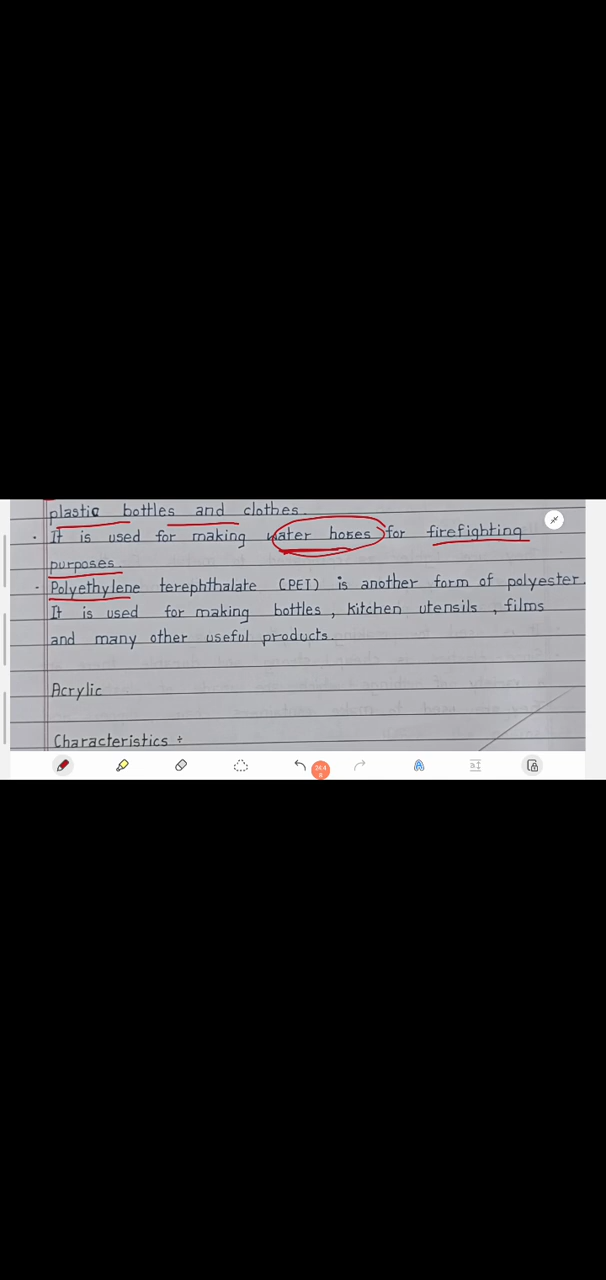 plastic bottles and clothes.
· It is used for making water hoses for firefighting
purposes.
· Polyethylene terephthalate (PEI) is another form of polyester.
It is used for making bottles, kitchen utensils, films
and many other useful products.
Acrylic
Characteristics ÷